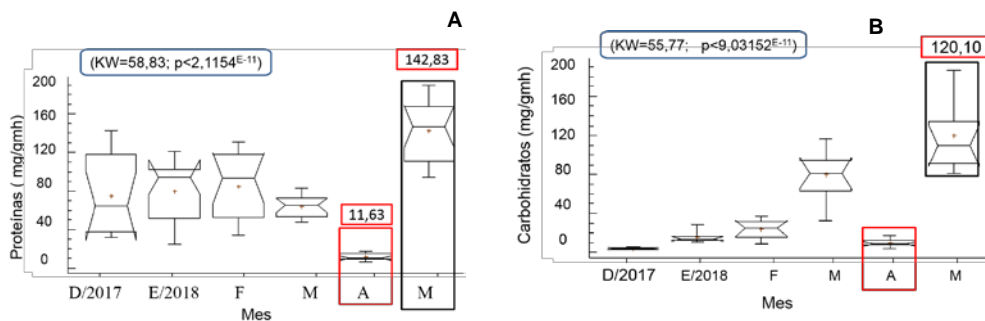 A
(KW=58,83; p<2,1154E-11)
142,83
200
160
120
80
40
0
Proteínas ( mg/gmh)
11,63
D/2017 E/2018 F M A M
Mes
B
(KW=55,77; p<9,03152E-11)
120,10
200
160
120
80
40
0
Carbohidratos (mg/gmh)
D/2017 E/2018 F M A M
Mes